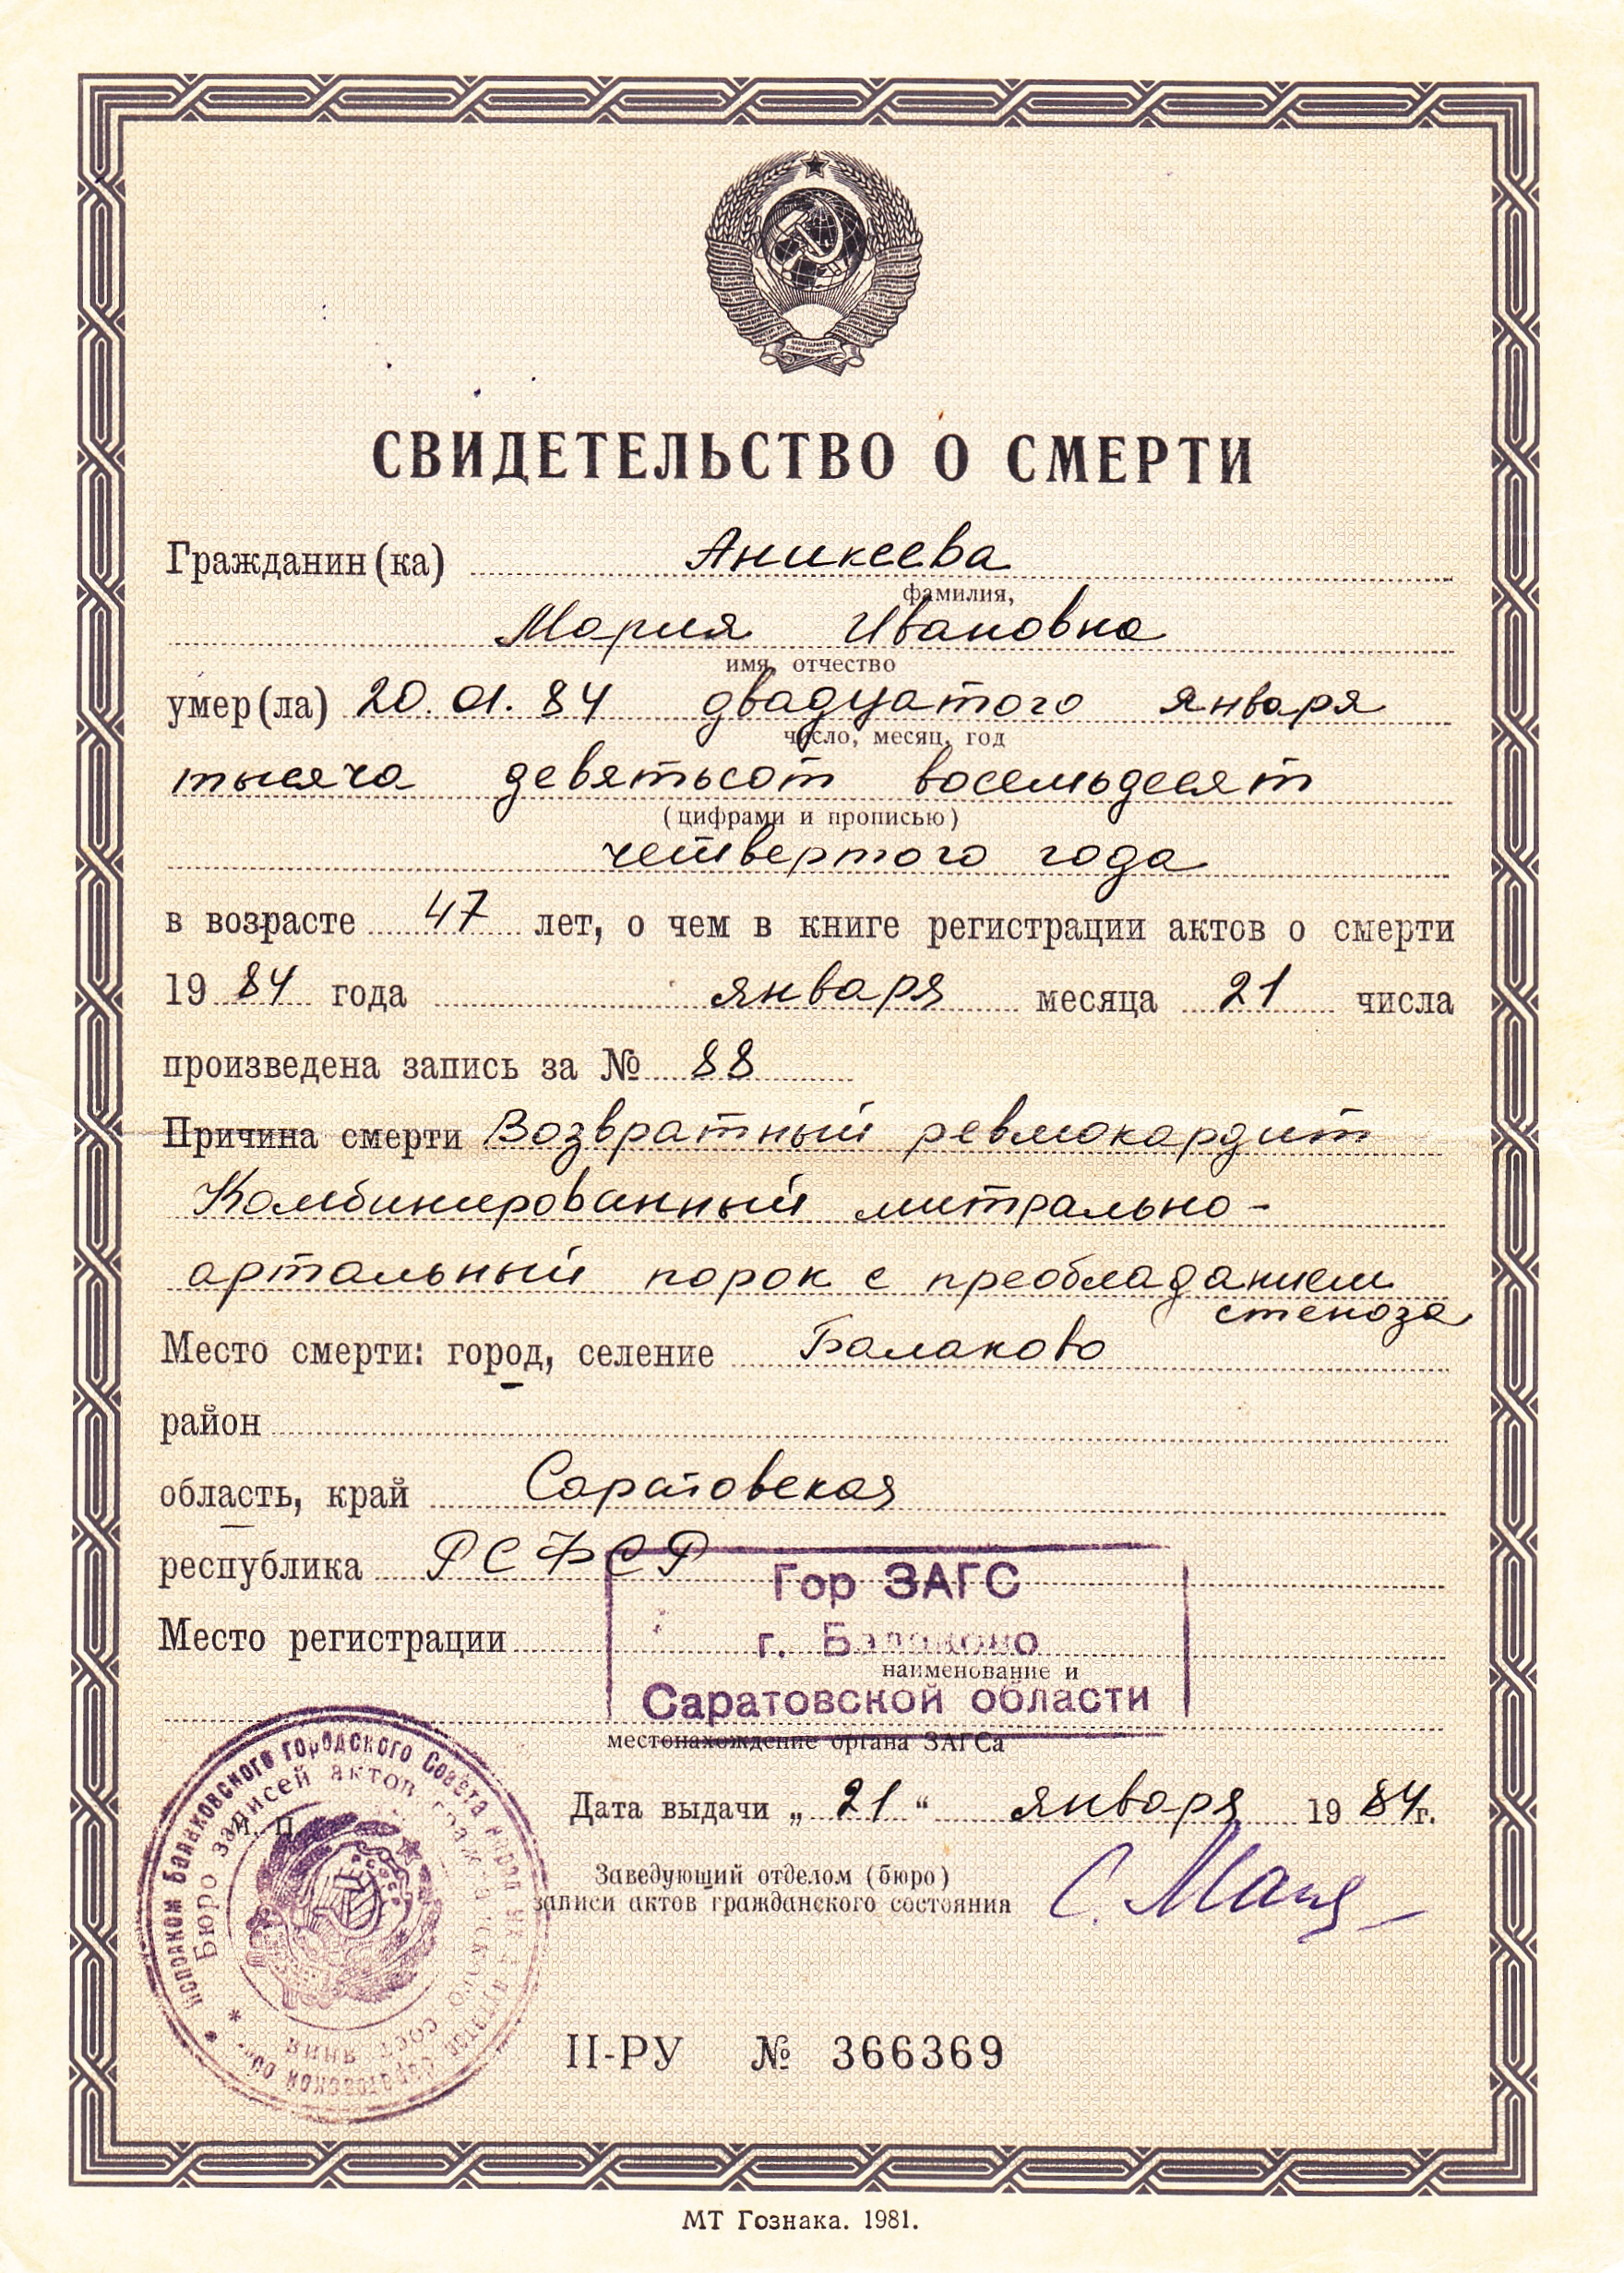 СВИДЕТЕЛЬСТВО О СМЕРТИ
Гражданин(ка) Аникеева
фамилия,
Мария Ивановна
имя, отчество
умер(ла) 20.01.84 двадцатого января
число, месяц, год
тысяча девятьсот восемьдесят
(цифрами и прописью)
четвертого года
в возрасте 47 лет, о чем в книге регистрации актов о смерти
1984 года января месяца 21 числа
произведена запись за № 88
Причина смерти Возвратный ревмокардит
Комбинированный митрально-
артальный порок с преобладанием
стеноза
Место смерти: город, селение Балаково
район
область, край Саратовская
республика РСФСР
Гор ЗАГС
Место регистрации г. Балаково
наименование и
Саратовской области
местонахождение органа ЗАГСа
Дата выдачи „21“ января 1984г.
М. П.
Заведующий отделом (бюро)
записи актов гражданского состояния
Исполком Балаковского городского Совета народных депутатов Саратовской обл.
Бюро записей актов гражданского состояния
II-РУ № 366369
МТ Гознака. 1981.